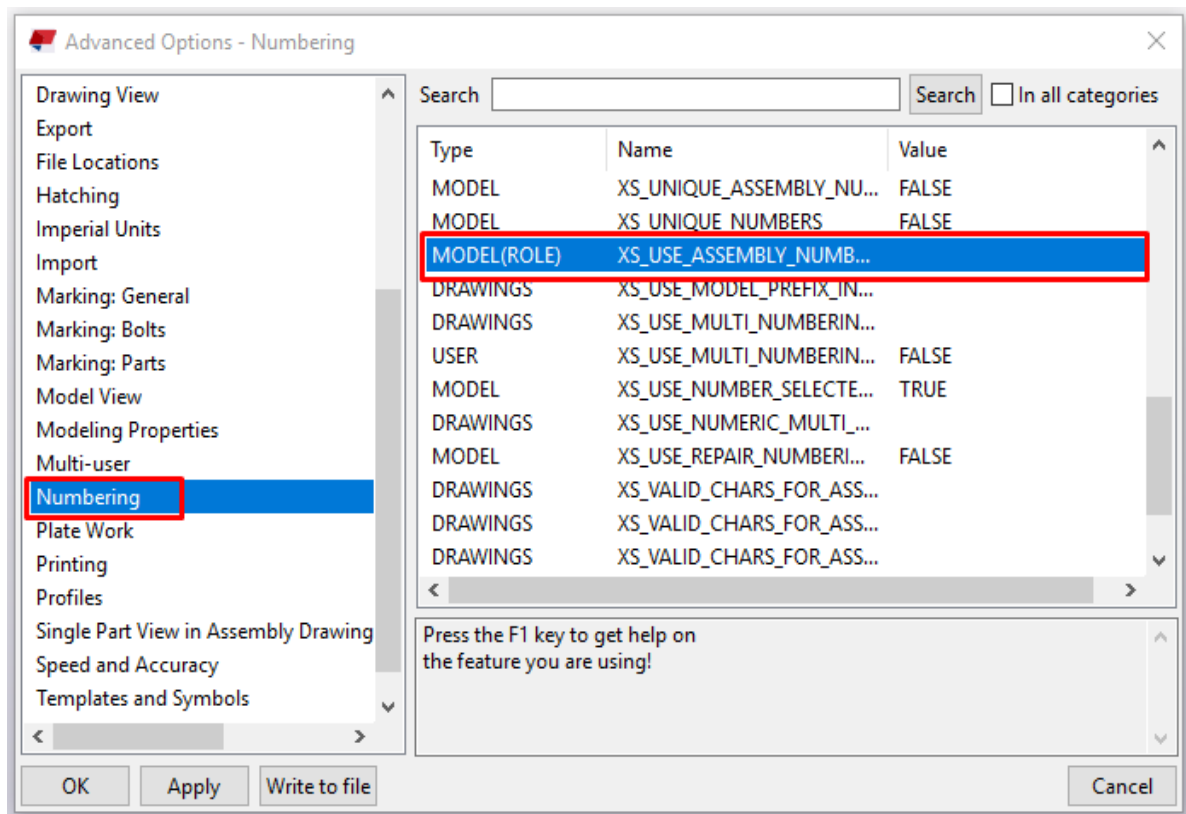 Advanced Options - Numbering
Drawing View
Export
File Locations
Hatching
Imperial Units
Import
Marking: General
Marking: Bolts
Marking: Parts
Model View
Modeling Properties
Multi-user
Numbering
Plate Work
Printing
Profiles
Single Part View in Assembly Drawing
Speed and Accuracy
Templates and Symbols
Search Search In all categories
Type Name Value
MODEL XS_UNIQUE_ASSEMBLY_NU... FALSE
MODEL XS_UNIQUE_NUMBERS FALSE
MODEL(ROLE) XS_USE_ASSEMBLY_NUMB...
DRAWINGS XS_USE_MODEL_PREFIX_IN...
DRAWINGS XS_USE_MULTI_NUMBERIN...
USER XS_USE_MULTI_NUMBERIN... FALSE
MODEL XS_USE_NUMBER_SELECTE... TRUE
DRAWINGS XS_USE_NUMERIC_MULTI_...
MODEL XS_USE_REPAIR_NUMBERI... FALSE
DRAWINGS XS_VALID_CHARS_FOR_ASS...
DRAWINGS XS_VALID_CHARS_FOR_ASS...
DRAWINGS XS_VALID_CHARS_FOR_ASS...
Press the F1 key to get help on
the feature you are using!
OK Apply Write to file Cancel